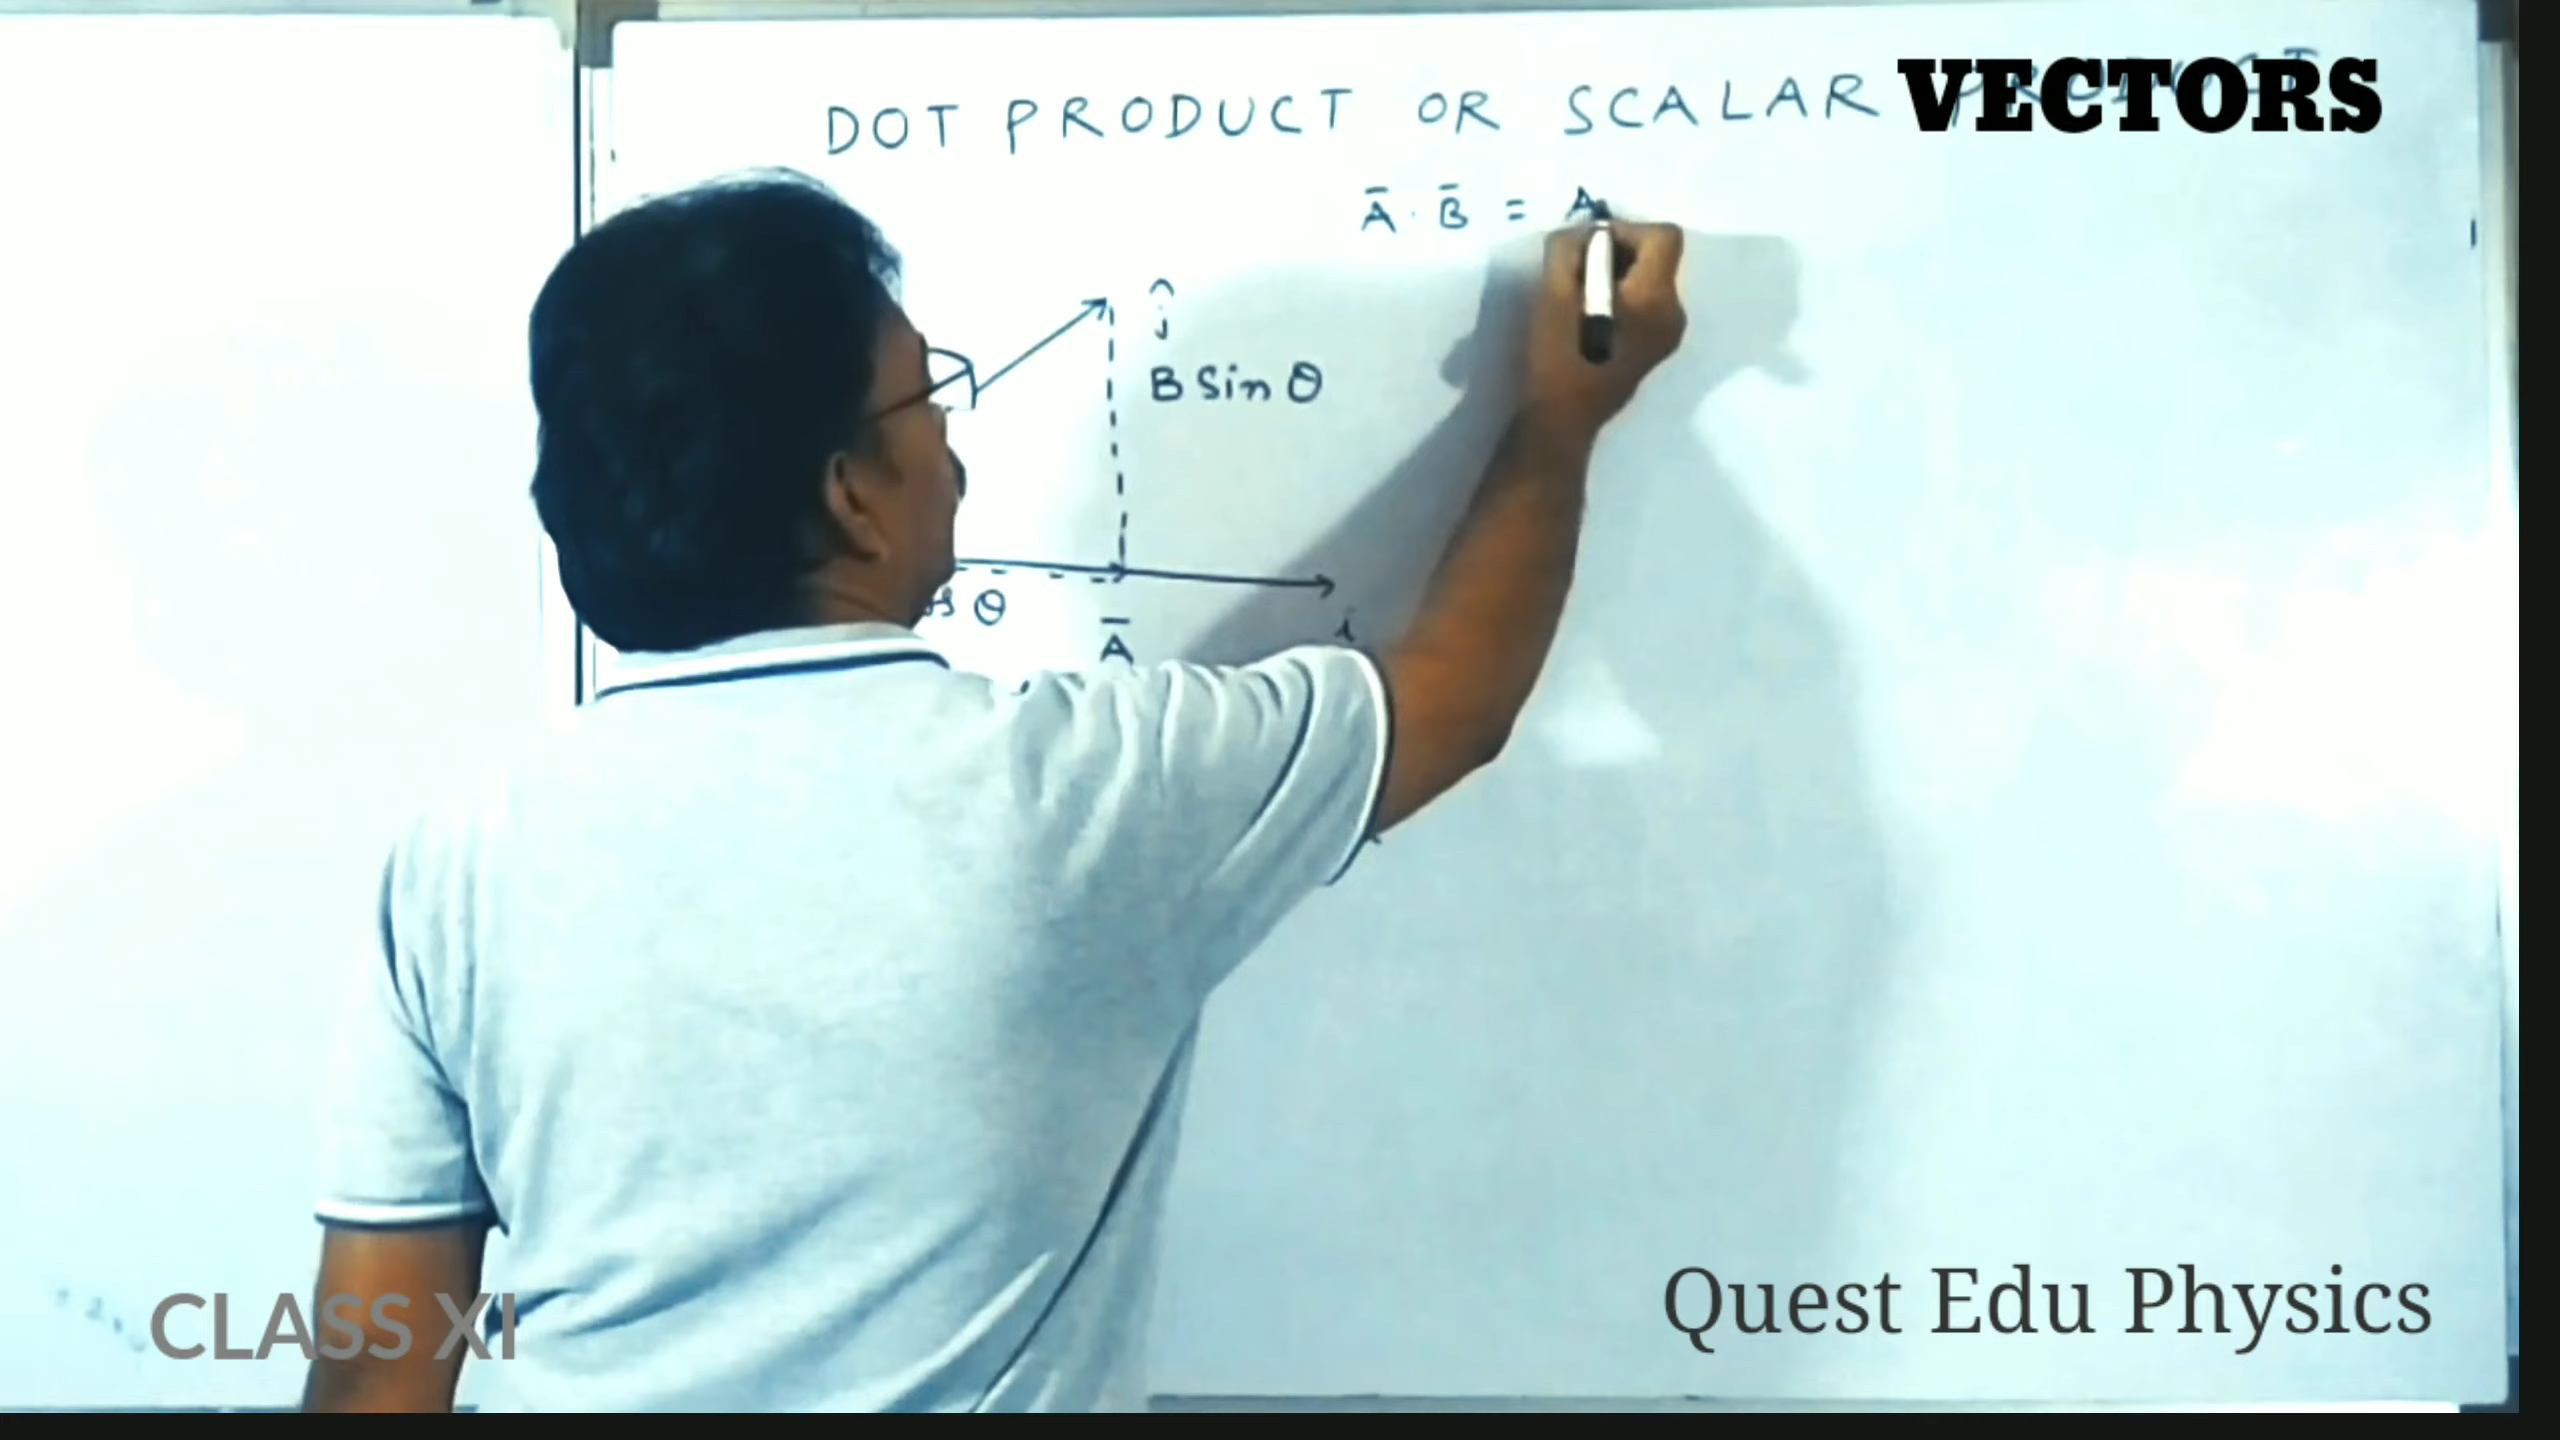 VECTORS
DOT PRODUCT OR SCALAR
Ā · B̄ = A
ĵ
B Sin θ
θ
Ā
i
CLASS XI
Quest Edu Physics